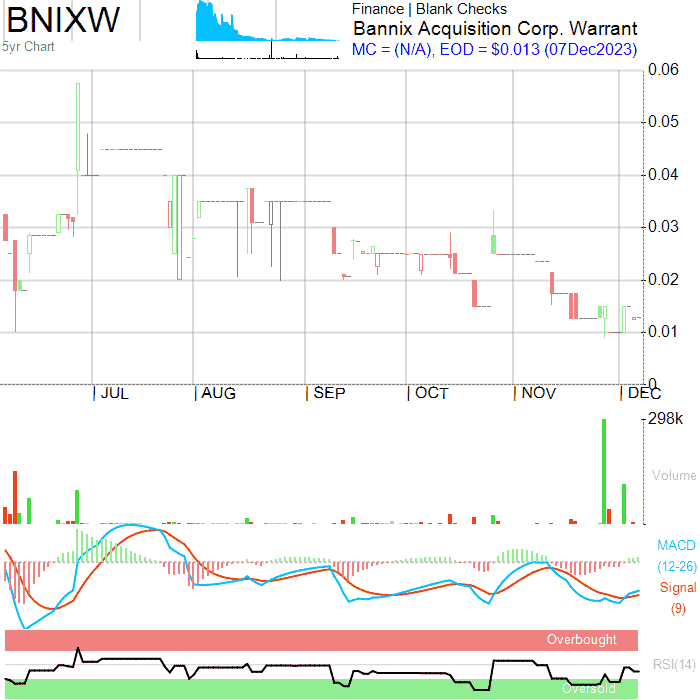 BNIXW
5yr Chart
Finance | Blank Checks
Bannix Acquisition Corp. Warrant
MC = (N/A), EOD = $0.013 (07Dec2023)
0.06
0.05
0.04
0.03
0.02
0.01
0
JUL AUG SEP OCT NOV DEC
298k
Volume
MACD
(12-26)
Signal
(9)
Overbought
RSI(14)
Oversold